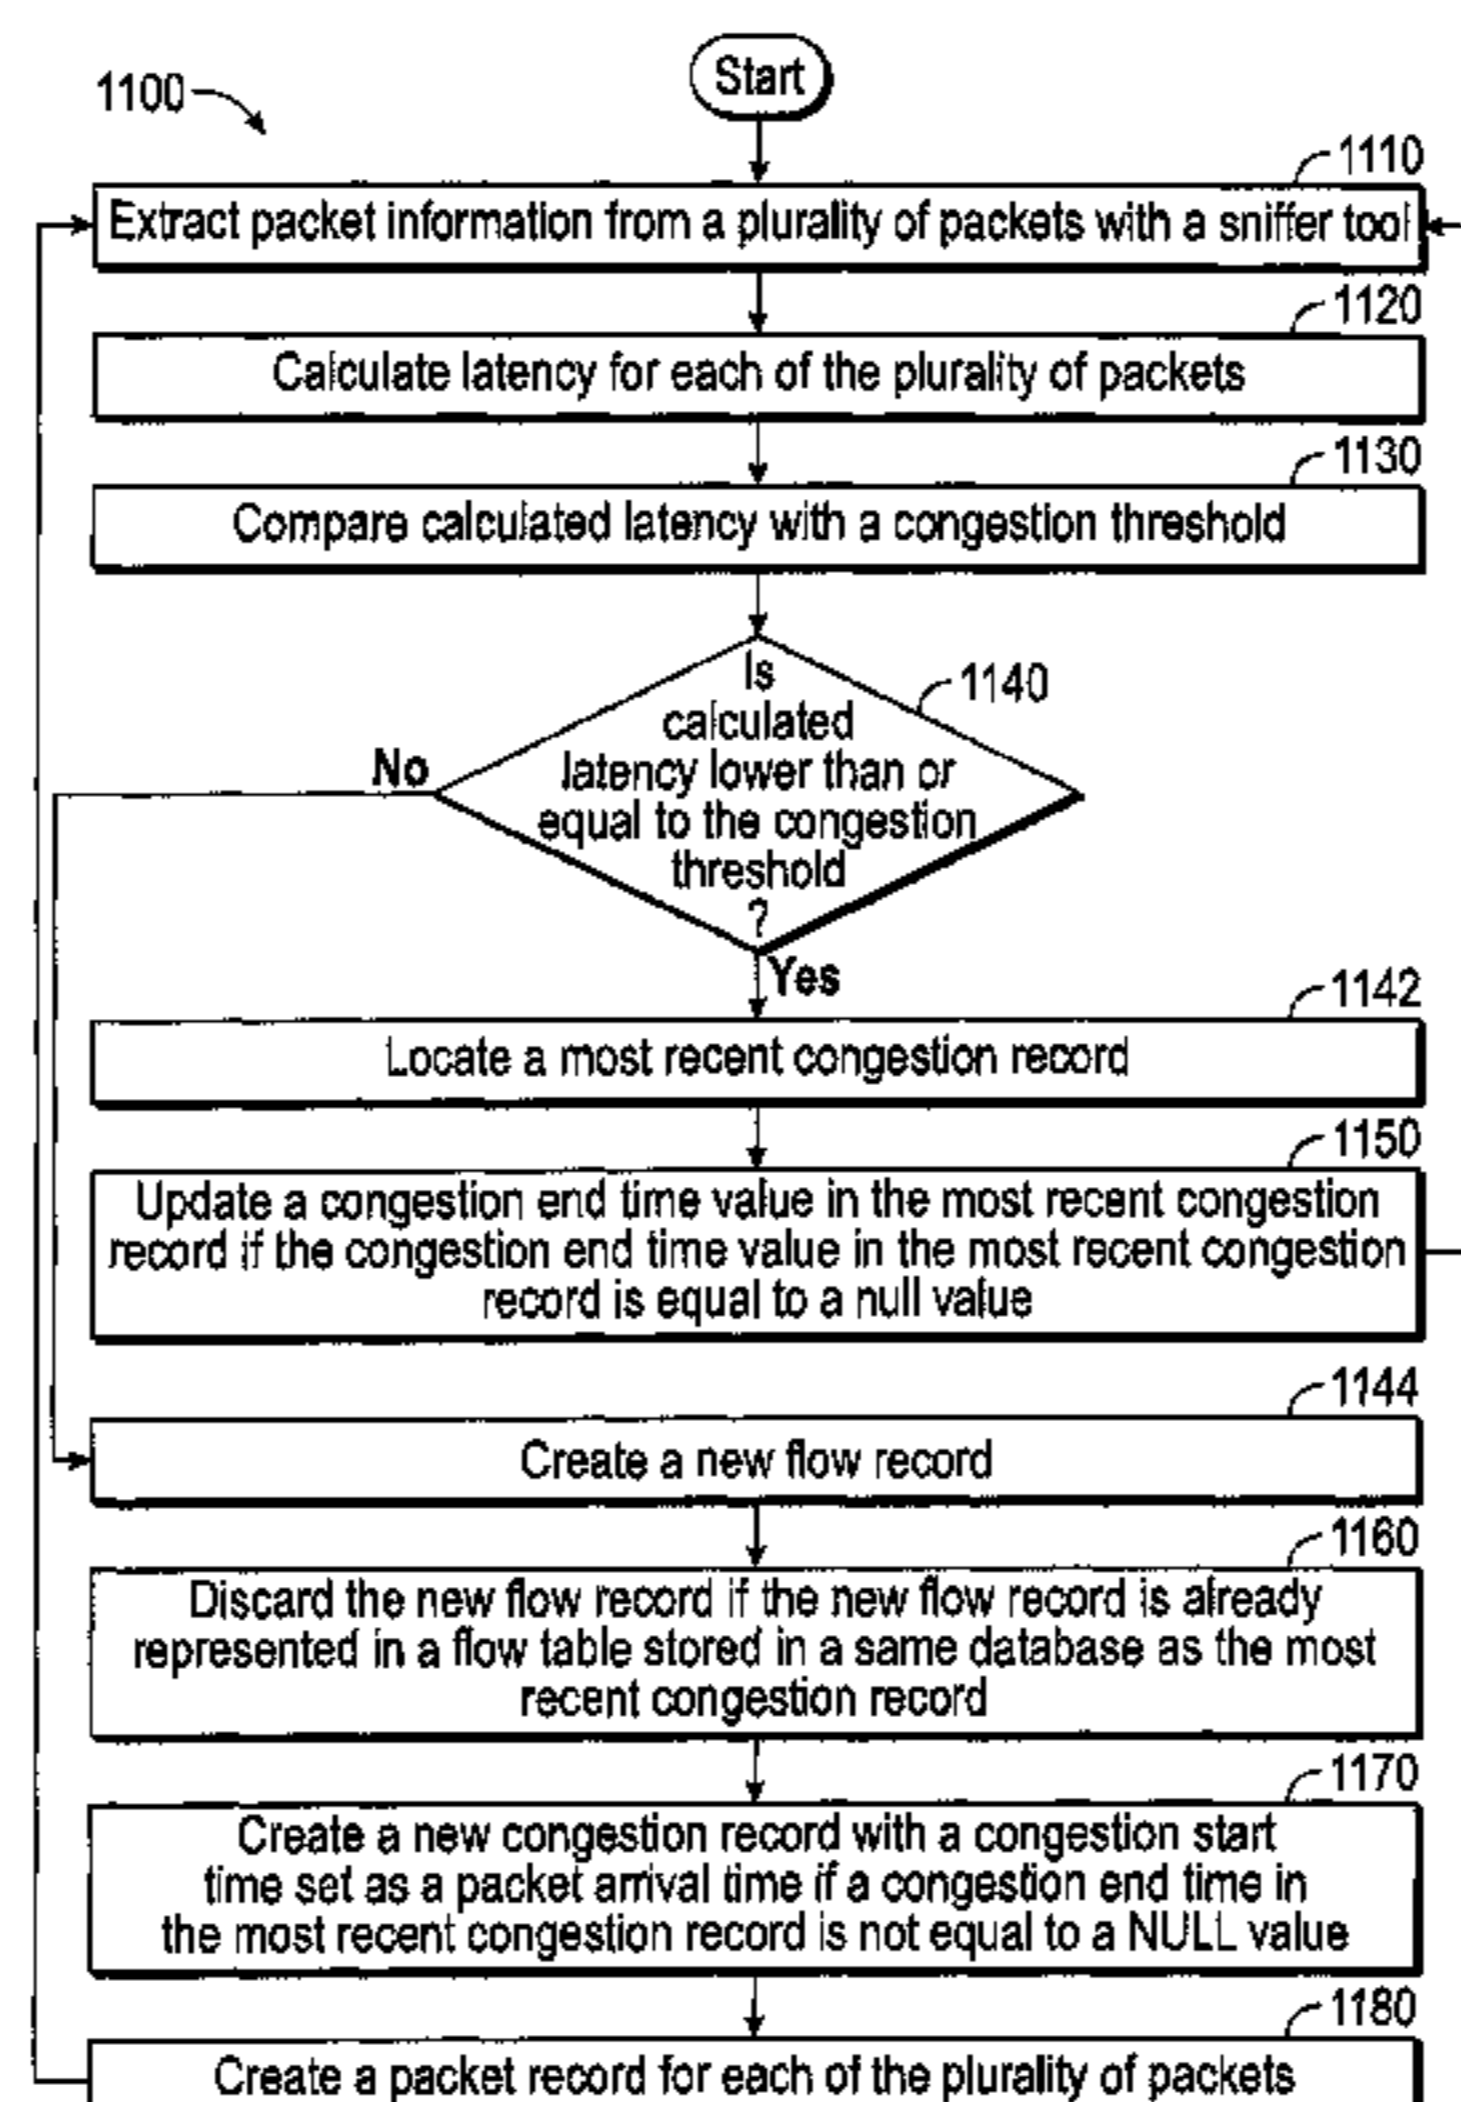 Start
1100
1110
Extract packet information from a plurality of packets with a sniffer tool
1120
Calculate latency for each of the plurality of packets
1130
Compare calculated latency with a congestion threshold
1140
Is
calculated
latency lower than or
equal to the congestion
threshold
?
No
Yes
1142
Locate a most recent congestion record
1150
Update a congestion end time value in the most recent congestion
record if the congestion end time value in the most recent congestion
record is equal to a null value
1144
Create a new flow record
1160
Discard the new flow record if the new flow record is already
represented in a flow table stored in a same database as the most
recent congestion record
1170
Create a new congestion record with a congestion start
time set as a packet arrival time if a congestion end time in
the most recent congestion record is not equal to a NULL value
1180
Create a packet record for each of the plurality of packets